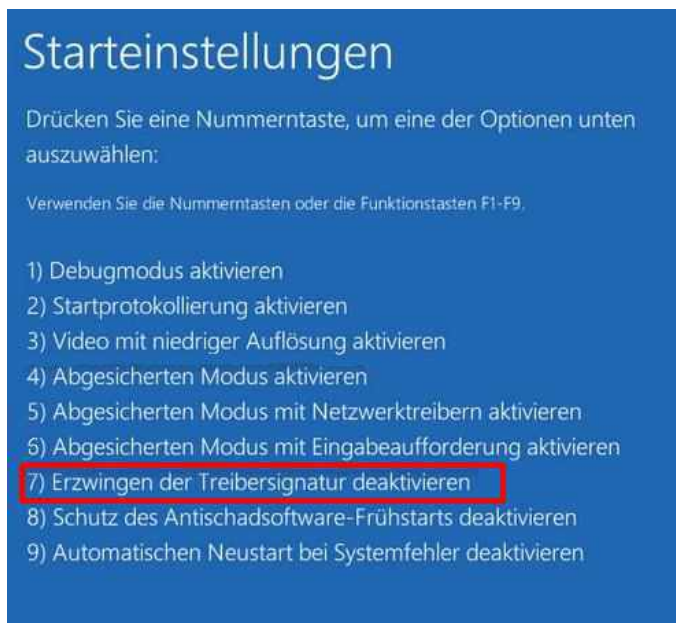 Starteinstellungen
Drücken Sie eine Nummerntaste, um eine der Optionen unten
auszuwählen:
Verwenden Sie die Nummerntasten oder die Funktionstasten F1-F9.
1) Debugmodus aktivieren
2) Startprotokollierung aktivieren
3) Video mit niedriger Auflösung aktivieren
4) Abgesicherten Modus aktivieren
5) Abgesicherten Modus mit Netzwerktreibern aktivieren
6) Abgesicherten Modus mit Eingabeaufforderung aktivieren
7) Erzwingen der Treibersignatur deaktivieren
8) Schutz des Antischadsoftware-Frühstarts deaktivieren
9) Automatischen Neustart bei Systemfehler deaktivieren